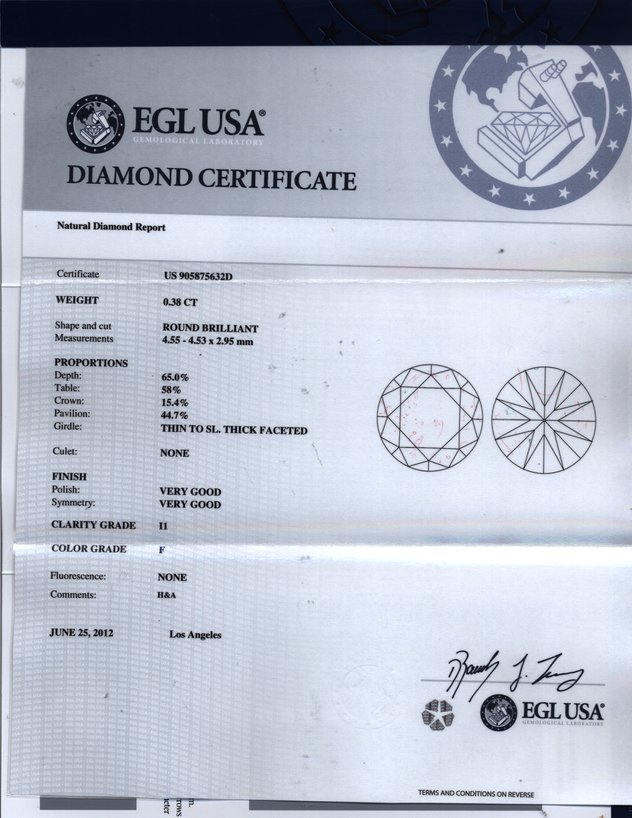 EGL USA®
GEMOLOGICAL LABORATORY
DIAMOND CERTIFICATE
Natural Diamond Report
Certificate US 905875632D
WEIGHT 0.38 CT
Shape and cut ROUND BRILLIANT
Measurements 4.55 - 4.53 x 2.95 mm
PROPORTIONS
Depth: 65.0%
Table: 58%
Crown: 15.4%
Pavilion: 44.7%
Girdle: THIN TO SL. THICK FACETED
Culet: NONE
FINISH
Polish: VERY GOOD
Symmetry: VERY GOOD
CLARITY GRADE I1
COLOR GRADE F
Fluorescence: NONE
Comments: H&A
JUNE 25, 2012 Los Angeles
EGL USA®
GEMOLOGICAL LABORATORY
TERMS AND CONDITIONS ON REVERSE